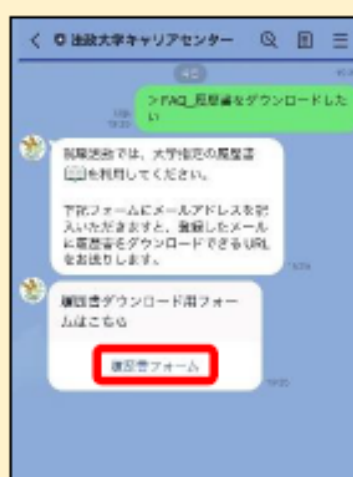 法政大学キャリアセンター
>FAQ_履歴書をダウンロードした
い
就職活動では、大学指定の履歴書
を利用してください。
下記フォームにメールアドレスを記
入いただきますと、登録したメール
に履歴書をダウンロードできるURL
をお送りします。
履歴書ダウンロード用フォー
ムはこちら
履歴書フォーム